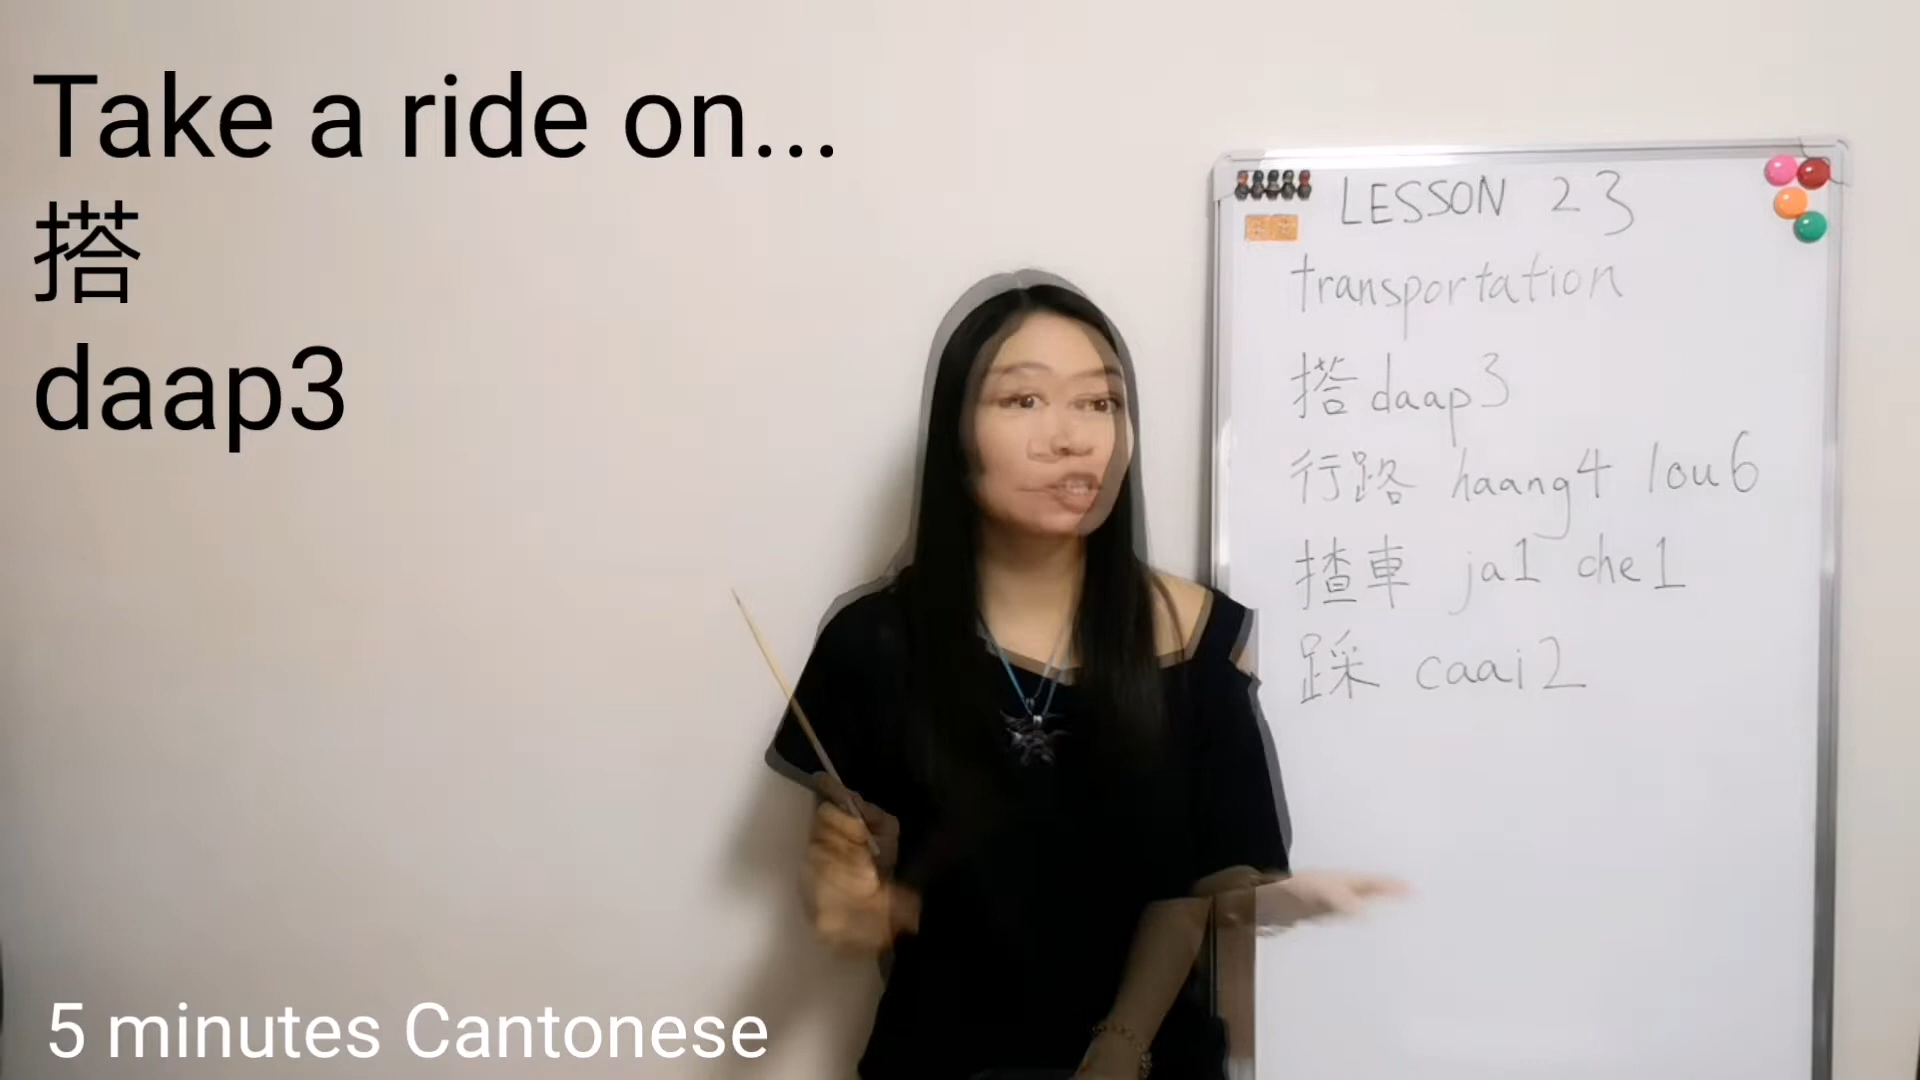 Take a ride on...
搭
daap3
5 minutes Cantonese
LESSON 23
transportation
搭 daap3
行路 haang4 lou6
揸車 ja1 che1
踩 caai2